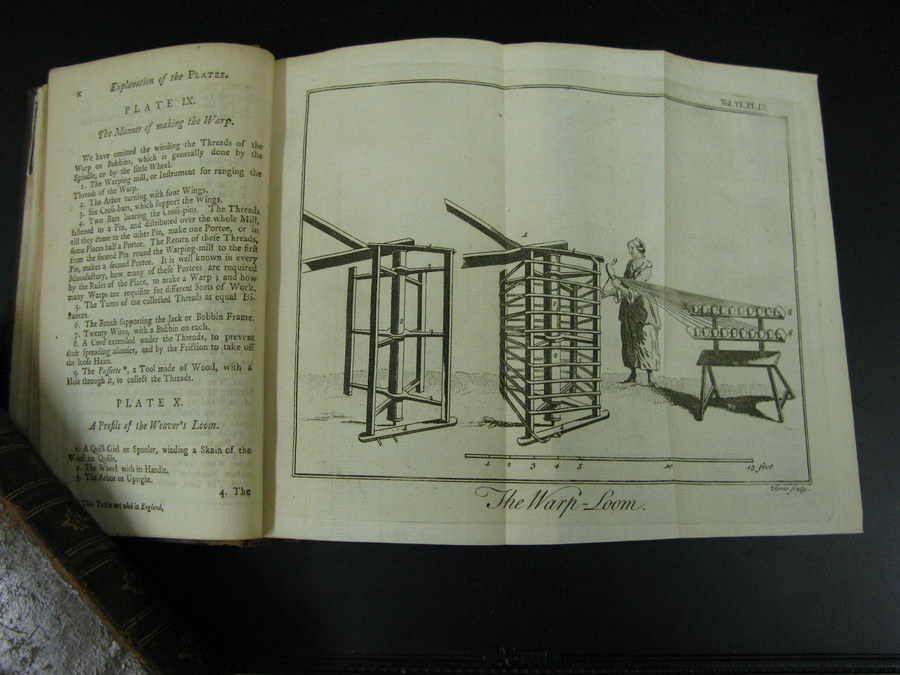 x Explanation of the PLATES.
PLATE IX.
The Manner of making the Warp.
We have omitted the winding the Threads of the
Warp on Bobbins, which is generally done by the
Spindle, or by the little Wheel.
1. The Warping-mill, or Instrument for ranging the
Threads of the Warp.
2. The Arbor turning with four Wings.
3. Six Cross-bars, which support the Wings.
4. Two Bars bearing the Cross-pins. The Threads
fastened to a Pin, and distributed over the whole Mill,
till they come to the other Pin, make one Portee, or in
some Places half a Portee. The Return of these Threads,
from the second Pin round the Warping-mill to the first
Pin, makes a second Portee. It is well known in every
Manufactory, how many of these Portees are required
by the Rules of the Place, to make a Warp; and how
many Warps are requisite for different Sorts of Work.
5. The Turns of the collected Threads at equal Di-
stances.
6. The Bench supporting the Jack or Bobbin Frame.
7. Twenty Wires, with a Bobbin on each.
8. A Cord extended under the Threads, to prevent
their spreading asunder, and by the Friction to take off
the loose Hairs.
9. The Passette *, a Tool made of Wood, with a
Hole through it, to collect the Threads.
PLATE X.
A Profile of the Weaver's Loom.
1. A Quill-Girl or Spooler, winding a Skain of the
Woof on Quills.
2. The Wheel with its Handle.
3. The Arbor or Upright.
4. The
not used in England,
Vol. VI. Pl. IX
1 2 3 4 5 10 15 feet
sculp.
The Warp-Loom.